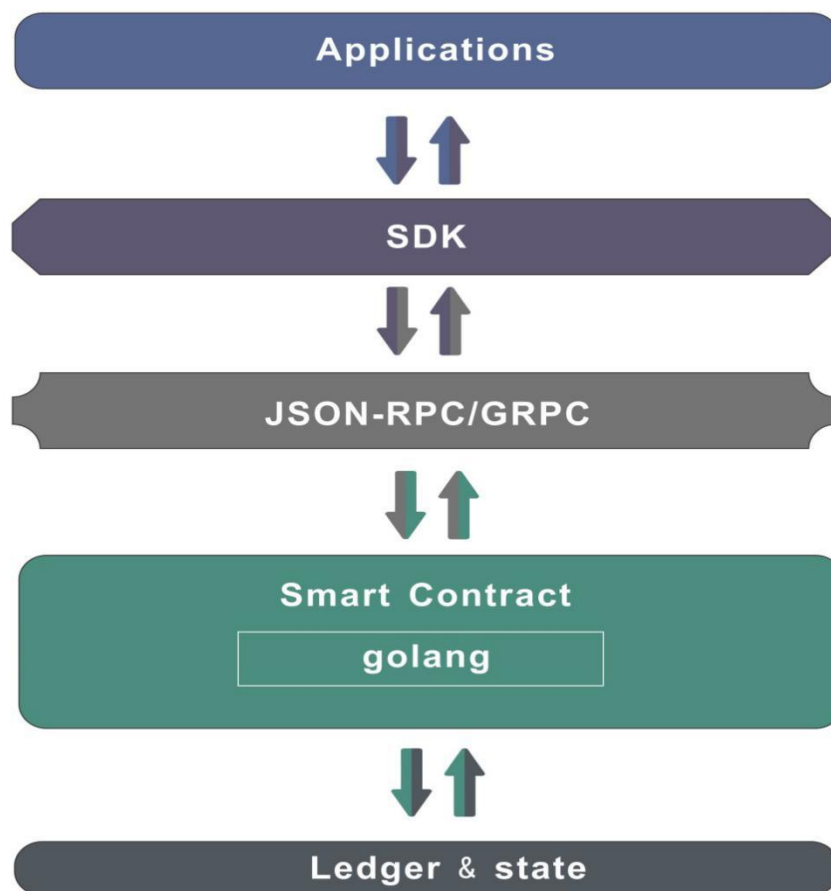 Applications
SDK
JSON-RPC/GRPC
Smart Contract
golang
Ledger & state